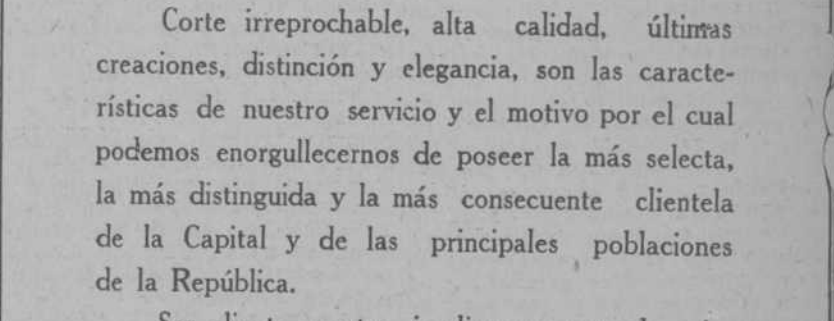 Corte irreprochable, alta calidad, últimas
creaciones, distinción y elegancia, son las caracte-
rísticas de nuestro servicio y el motivo por el cual
podemos enorgullecernos de poseer la más selecta,
la más distinguida y la más consecuente clientela
de la Capital y de las principales poblaciones
de la República.